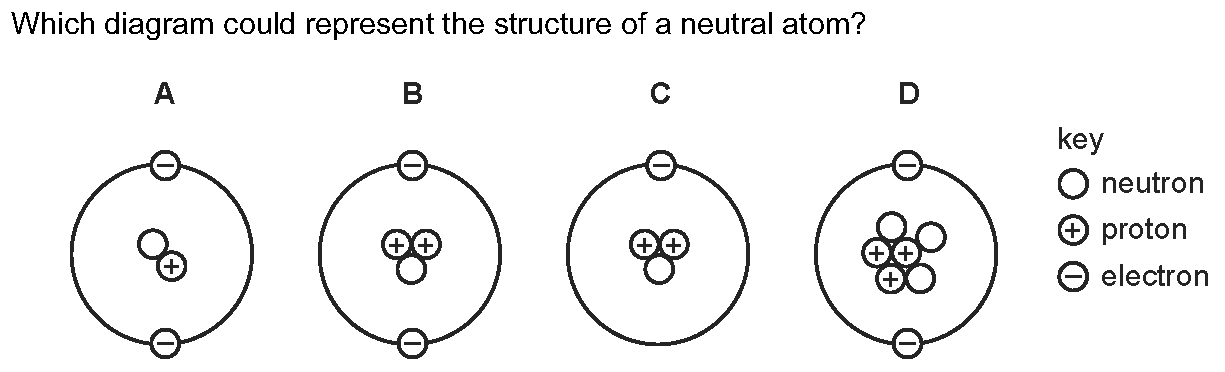 Which diagram could represent the structure of a neutral atom?
A B C D
key
neutron
+ proton
− electron